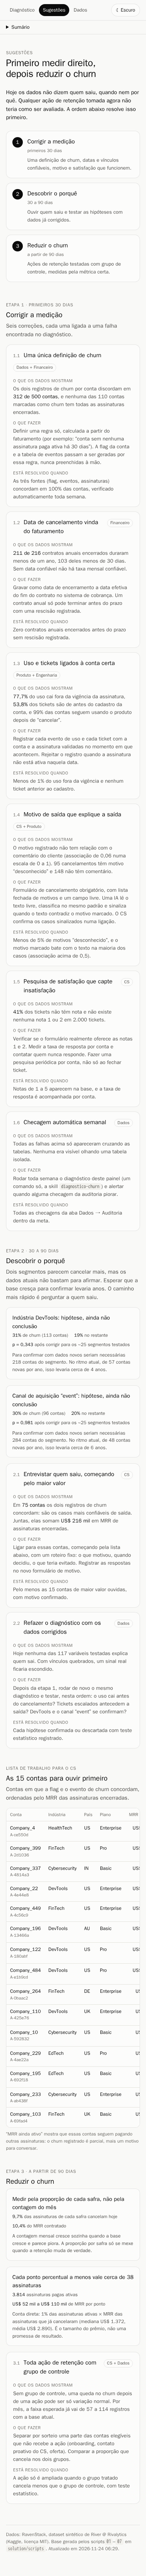 Diagnóstico Sugestões Dados ☾ Escuro
▶ Sumário
SUGESTÕES
Primeiro medir direito,
depois reduzir o churn
Hoje os dados não dizem quem saiu, quando nem por
quê. Qualquer ação de retenção tomada agora não
teria como ser avaliada. A ordem abaixo resolve isso
primeiro.
1 Corrigir a medição
primeiros 30 dias
Uma definição de churn, datas e vínculos
confiáveis, motivo e satisfação que funcionem.
2 Descobrir o porquê
30 a 90 dias
Ouvir quem saiu e testar as hipóteses com
dados já corrigidos.
3 Reduzir o churn
a partir de 90 dias
Ações de retenção testadas com grupo de
controle, medidas pela métrica certa.
ETAPA 1 · PRIMEIROS 30 DIAS
Corrigir a medição
Seis correções, cada uma ligada a uma falha
encontrada no diagnóstico.
1.1 Uma única definição de churn
Dados + Financeiro
O QUE OS DADOS MOSTRAM
Os dois registros de churn por conta discordam em
312 de 500 contas, e nenhuma das 110 contas
marcadas como churn tem todas as assinaturas
encerradas.
O QUE FAZER
Definir uma regra só, calculada a partir do
faturamento (por exemplo: "conta sem nenhuma
assinatura paga ativa há 30 dias"). A flag da conta
e a tabela de eventos passam a ser geradas por
essa regra, nunca preenchidas à mão.
ESTÁ RESOLVIDO QUANDO
As três fontes (flag, eventos, assinaturas)
concordam em 100% das contas, verificado
automaticamente toda semana.
1.2 Data de cancelamento vinda
do faturamento
Financeiro
O QUE OS DADOS MOSTRAM
211 de 216 contratos anuais encerrados duraram
menos de um ano, 103 deles menos de 30 dias.
Sem data confiável não há taxa mensal confiável.
O QUE FAZER
Gravar como data de encerramento a data efetiva
do fim do contrato no sistema de cobrança. Um
contrato anual só pode terminar antes do prazo
com uma rescisão registrada.
ESTÁ RESOLVIDO QUANDO
Zero contratos anuais encerrados antes do prazo
sem rescisão registrada.
1.3 Uso e tickets ligados à conta certa
Produto + Engenharia
O QUE OS DADOS MOSTRAM
77,7% do uso cai fora da vigência da assinatura,
53,8% dos tickets são de antes do cadastro da
conta, e 99% das contas seguem usando o produto
depois de "cancelar".
O QUE FAZER
Registrar cada evento de uso e cada ticket com a
conta e a assinatura validadas no momento em que
acontecem. Rejeitar o registro quando a assinatura
não está ativa naquela data.
ESTÁ RESOLVIDO QUANDO
Menos de 1% do uso fora da vigência e nenhum
ticket anterior ao cadastro.
1.4 Motivo de saída que explique a saída
CS + Produto
O QUE OS DADOS MOSTRAM
O motivo registrado não tem relação com o
comentário do cliente (associação de 0,06 numa
escala de 0 a 1). 95 cancelamentos têm motivo
"desconhecido" e 148 não têm comentário.
O QUE FAZER
Formulário de cancelamento obrigatório, com lista
fechada de motivos e um campo livre. Uma IA lê o
texto livre, classifica no mesmo padrão e sinaliza
quando o texto contradiz o motivo marcado. O CS
confirma os casos sinalizados numa ligação.
ESTÁ RESOLVIDO QUANDO
Menos de 5% de motivos "desconhecido", e o
motivo marcado bate com o texto na maioria dos
casos (associação acima de 0,5).
1.5 Pesquisa de satisfação que capte
insatisfação
CS
O QUE OS DADOS MOSTRAM
41% dos tickets não têm nota e não existe
nenhuma nota 1 ou 2 em 2.000 tickets.
O QUE FAZER
Verificar se o formulário realmente oferece as notas
1 e 2. Medir a taxa de resposta por conta e
contatar quem nunca responde. Fazer uma
pesquisa periódica por conta, não só ao fechar
ticket.
ESTÁ RESOLVIDO QUANDO
Notas de 1 a 5 aparecem na base, e a taxa de
resposta é acompanhada por conta.
1.6 Checagem automática semanal
Dados
O QUE OS DADOS MOSTRAM
Todas as falhas acima só apareceram cruzando as
tabelas. Nenhuma era visível olhando uma tabela
isolada.
O QUE FAZER
Rodar toda semana o diagnóstico deste painel (um
comando só, a skill diagnostico-churn) e alertar
quando alguma checagem da auditoria piorar.
ESTÁ RESOLVIDO QUANDO
Todas as checagens da aba Dados → Auditoria
dentro da meta.
ETAPA 2 · 30 A 90 DIAS
Descobrir o porquê
Dois segmentos parecem cancelar mais, mas os
dados atuais não bastam para afirmar. Esperar que a
base cresça para confirmar levaria anos. O caminho
mais rápido é perguntar a quem saiu.
Indústria DevTools: hipótese, ainda não
conclusão
31% de churn (113 contas) 19% no restante
p = 0,343 após corrigir para os ~25 segmentos testados
Para confirmar com dados novos seriam necessárias
218 contas do segmento. No ritmo atual, de 57 contas
novas por ano, isso levaria cerca de 4 anos.
Canal de aquisição "event": hipótese, ainda não
conclusão
30% de churn (96 contas) 20% no restante
p = 0,981 após corrigir para os ~25 segmentos testados
Para confirmar com dados novos seriam necessárias
284 contas do segmento. No ritmo atual, de 48 contas
novas por ano, isso levaria cerca de 6 anos.
2.1 Entrevistar quem saiu, começando
pelo maior valor
CS
O QUE OS DADOS MOSTRAM
Em 75 contas os dois registros de churn
concordam: são os casos mais confiáveis de saída.
Juntas, elas somam US$ 216 mil em MRR de
assinaturas encerradas.
O QUE FAZER
Ligar para essas contas, começando pela lista
abaixo, com um roteiro fixo: o que motivou, quando
decidiu, o que teria evitado. Registrar as respostas
no novo formulário de motivo.
ESTÁ RESOLVIDO QUANDO
Pelo menos as 15 contas de maior valor ouvidas,
com motivo confirmado.
2.2 Refazer o diagnóstico com os
dados corrigidos
Dados
O QUE OS DADOS MOSTRAM
Hoje nenhuma das 117 variáveis testadas explica
quem sai. Com vínculos quebrados, um sinal real
ficaria escondido.
O QUE FAZER
Depois da etapa 1, rodar de novo o mesmo
diagnóstico e testar, nesta ordem: o uso cai antes
do cancelamento? Tickets escalados antecedem a
saída? DevTools e o canal "event" se confirmam?
ESTÁ RESOLVIDO QUANDO
Cada hipótese confirmada ou descartada com teste
estatístico registrado.
LISTA DE TRABALHO PARA O CS
As 15 contas para ouvir primeiro
Contas em que a flag e o evento de churn concordam,
ordenadas pelo MRR das assinaturas encerradas.
Conta Indústria País Plano MRR
Company_4 HealthTech US Enterprise
Company_399 FinTech US Pro
Company_337 Cybersecurity IN Basic
Company_22 DevTools US Enterprise
Company_449 FinTech US Enterprise
Company_196 DevTools AU Basic
Company_122 DevTools US Pro
Company_484 DevTools US Pro
Company_264 FinTech DE Enterprise
Company_110 DevTools UK Enterprise
Company_10 Cybersecurity US Basic
Company_229 EdTech US Pro
Company_195 EdTech US Basic
Company_233 Cybersecurity US Enterprise
Company_103 FinTech UK Basic
"MRR ainda ativo" mostra que essas contas seguem pagando
outras assinaturas: o churn registrado é parcial, mais um motivo
para conversar.
ETAPA 3 · A PARTIR DE 90 DIAS
Reduzir o churn
Medir pela proporção de cada safra, não pela
contagem do mês
9,7% das assinaturas de cada safra cancelam hoje
10,4% do MRR contratado
A contagem mensal cresce sozinha quando a base
cresce e parece piora. A proporção por safra só se mexe
quando a retenção muda de verdade.
Cada ponto percentual a menos vale cerca de 38
assinaturas
3.814 assinaturas pagas ativas
US$ 52 mil a US$ 110 mil de MRR por ponto
Conta direta: 1% das assinaturas ativas × MRR das
assinaturas que já cancelaram (mediana US$ 1.372,
média US$ 2.890). É o tamanho do prêmio, não uma
promessa de resultado.
3.1 Toda ação de retenção com
grupo de controle
CS + Dados
O QUE OS DADOS MOSTRAM
Sem grupo de controle, uma queda no churn depois
de uma ação pode ser só variação normal. Por
mês, a safra esperada já vai de 57 a 114 registros
com a base atual.
O QUE FAZER
Separar por sorteio uma parte das contas elegíveis
que não recebe a ação (onboarding, contato
proativo do CS, oferta). Comparar a proporção que
cancela nos dois grupos.
ESTÁ RESOLVIDO QUANDO
A ação só é ampliada quando o grupo tratado
cancela menos que o grupo de controle, com teste
estatístico.